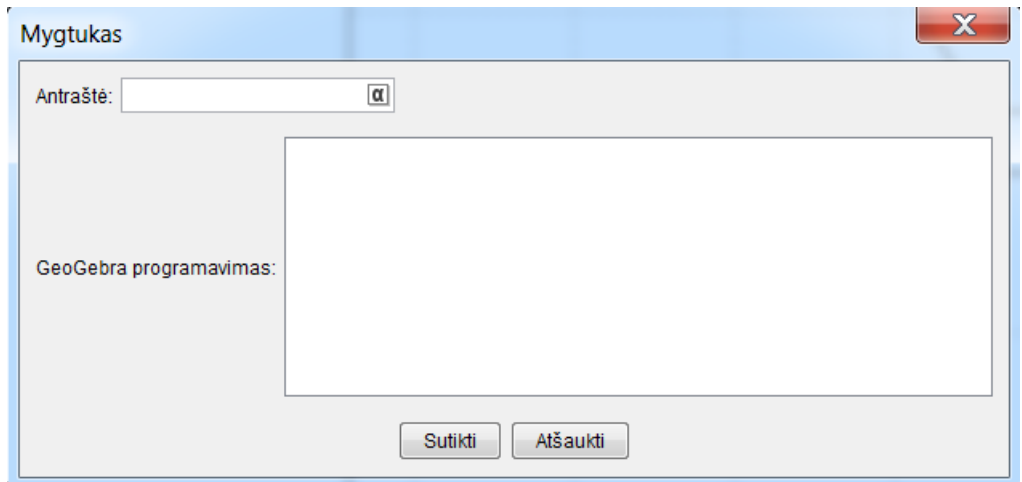 Mygtukas
X
Antraštė:
α
GeoGebra programavimas:
Sutikti Atšaukti